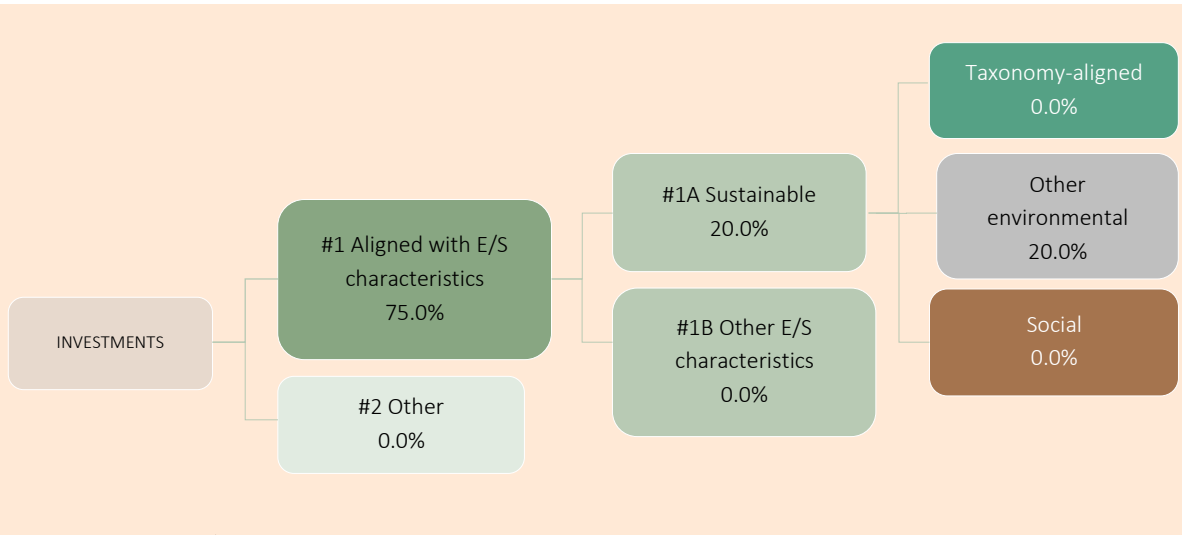 INVESTMENTS
#1 Aligned with E/S
characteristics
75.0%
#2 Other
0.0%
#1A Sustainable
20.0%
#1B Other E/S
characteristics
0.0%
Taxonomy-aligned
0.0%
Other
environmental
20.0%
Social
0.0%